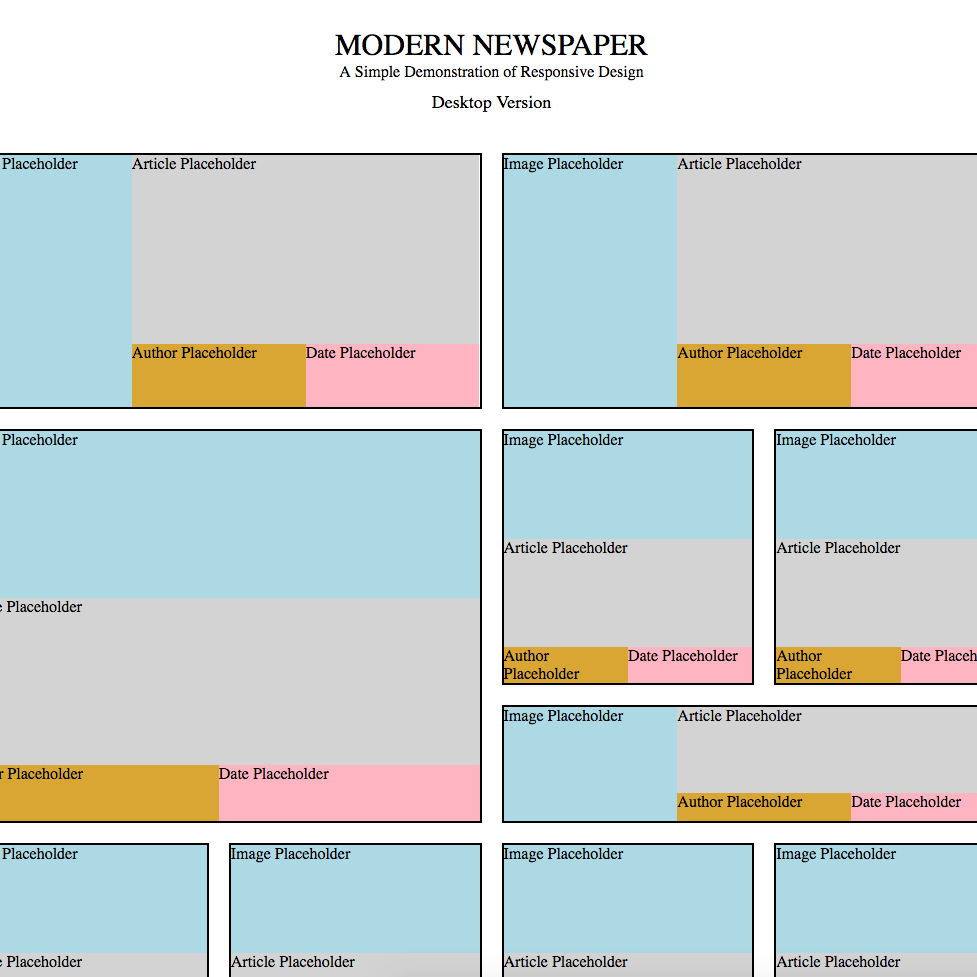 MODERN NEWSPAPER
A Simple Demonstration of Responsive Design
Desktop Version
Placeholder Article Placeholder
Author Placeholder Date Placeholder
Image Placeholder Article Placeholder
Author Placeholder Date Placeholder
Placeholder
Placeholder
Placeholder Date Placeholder
Image Placeholder
Article Placeholder
Author
Placeholder
Date Placeholder
Image Placeholder
Article Placeholder
Author
Placeholder
Date
Image Placeholder Article Placeholder
Author Placeholder Date Placeholder
Placeholder
Placeholder
Image Placeholder
Article Placeholder
Image Placeholder
Article Placeholder
Image Placeholder
Article Placeholder